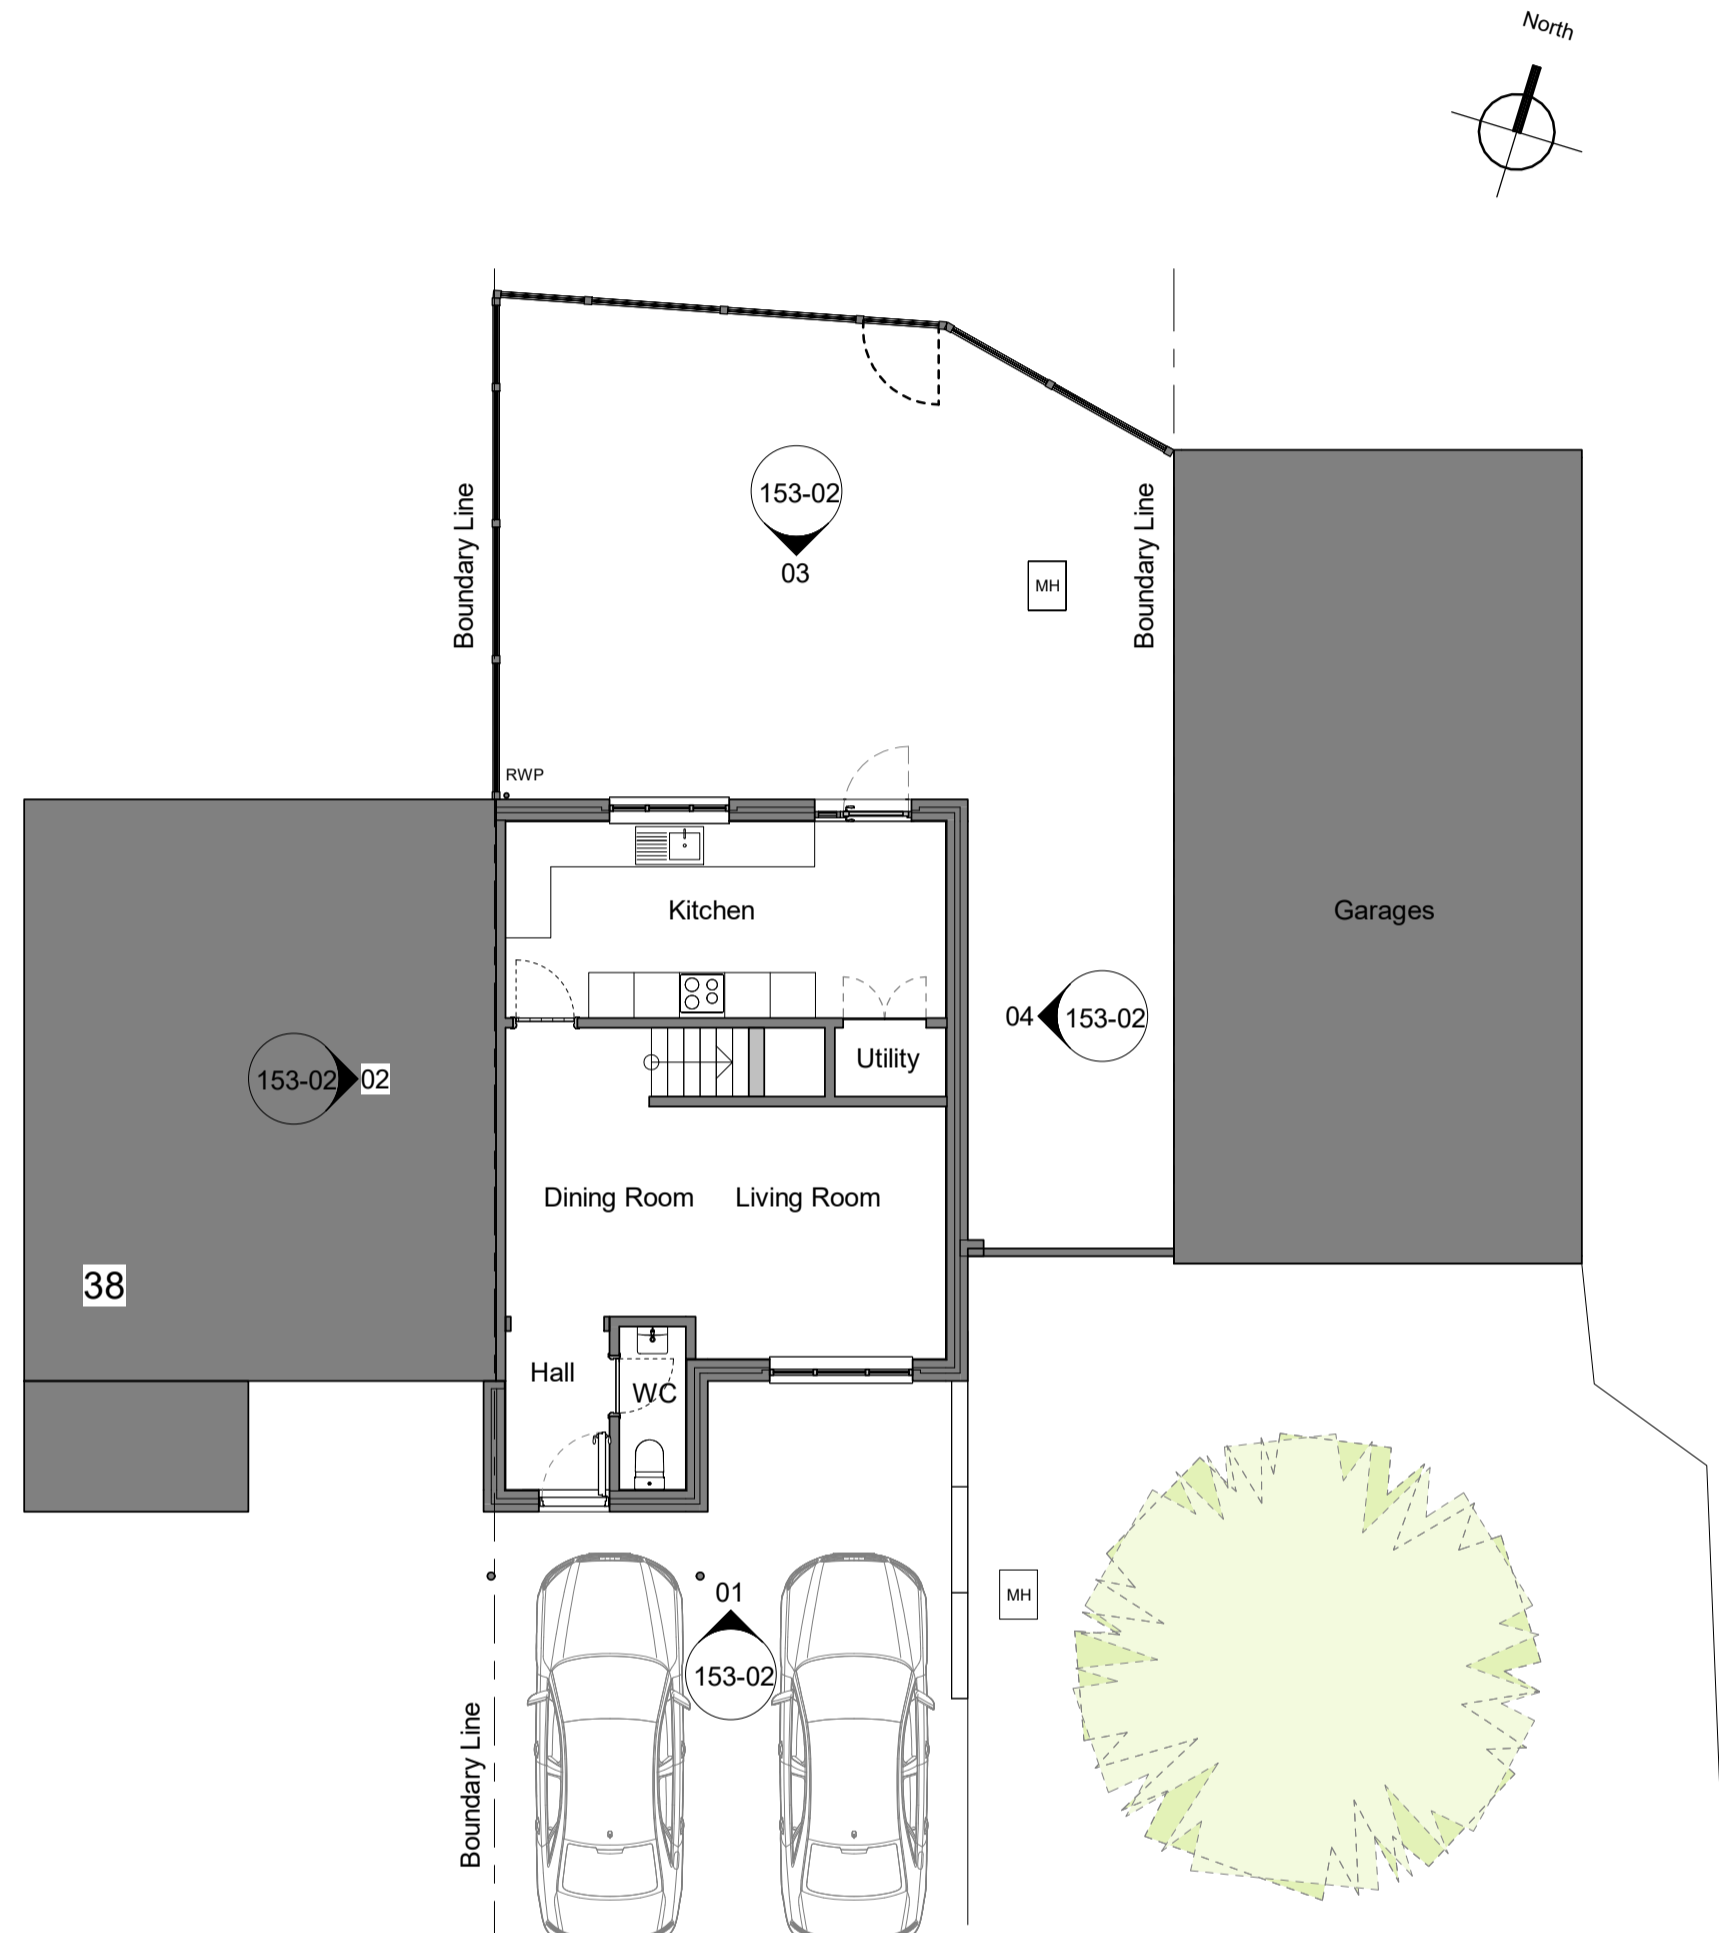 North
153-02
03
Boundary Line
Boundary Line
MH
RWP
Kitchen
Garages
04
153-02
Utility
153-02
02
Dining Room
Living Room
38
Hall
WC
01
153-02
MH
Boundary Line